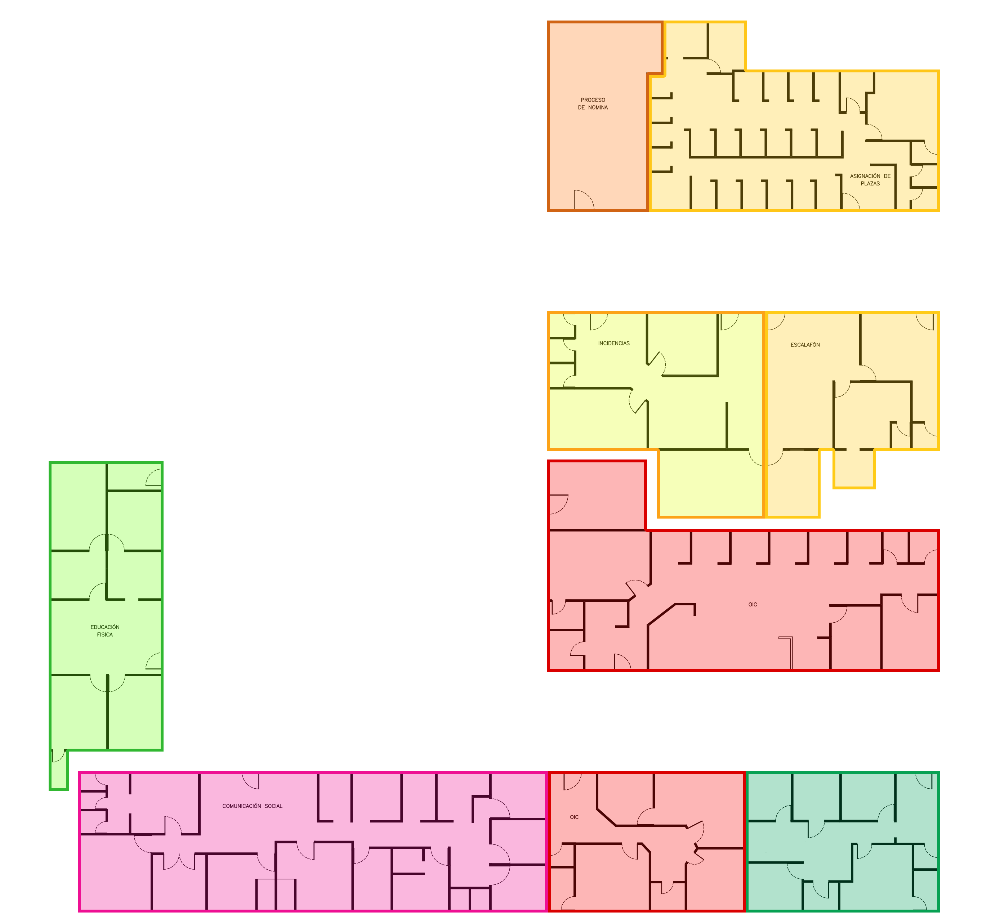 PROCESO
DE NOMINA
ASIGNACIÓN DE
PLAZAS
INCIDENCIAS
ESCALAFÓN
OIC
EDUCACIÓN
FISICA
COMUNICACIÓN SOCIAL
OIC